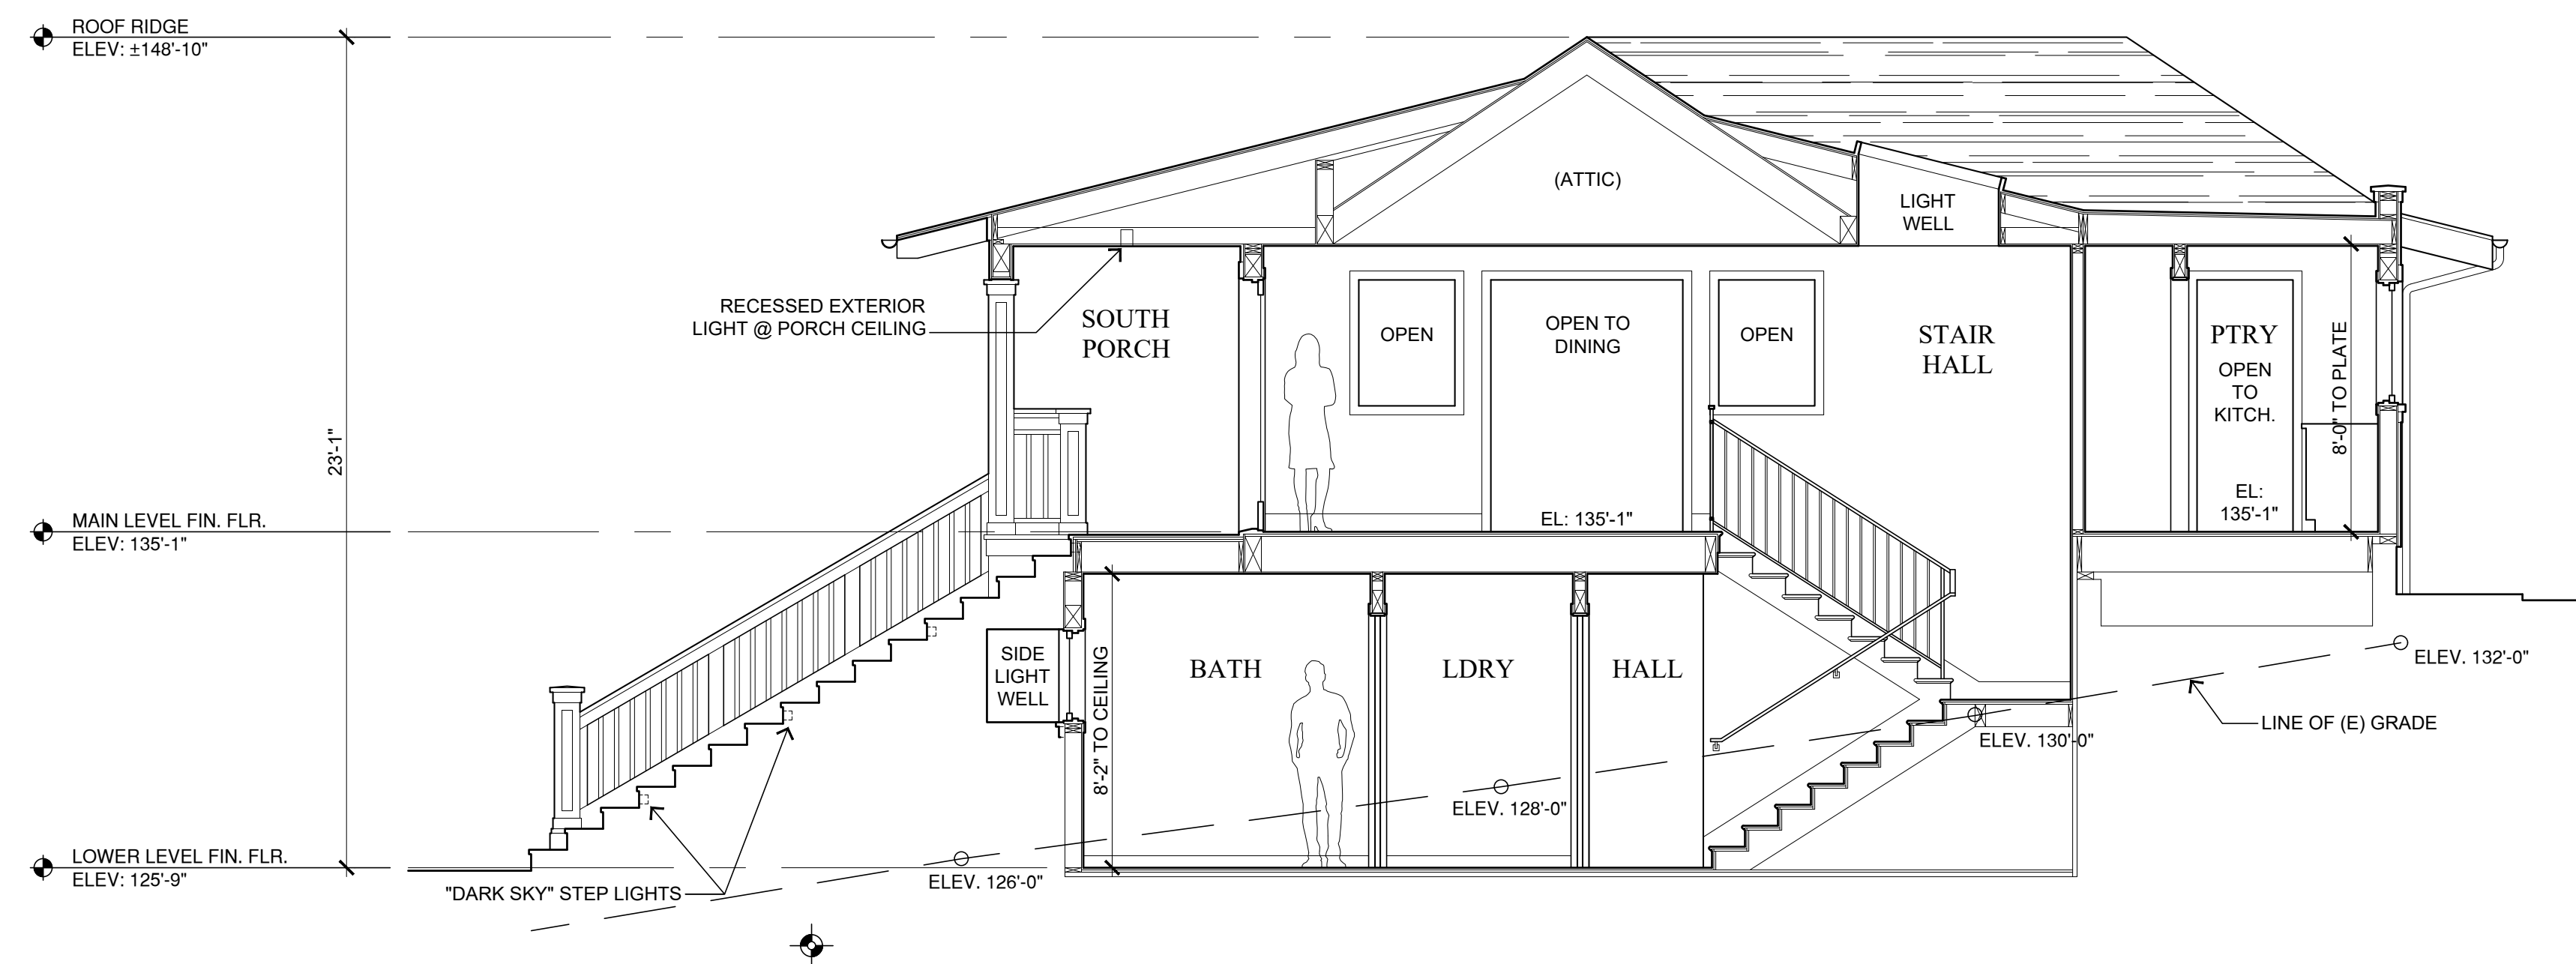 ROOF RIDGE
ELEV: ±148'-10"
(ATTIC)
LIGHT
WELL
RECESSED EXTERIOR
LIGHT @ PORCH CEILING
SOUTH
PORCH
OPEN
OPEN TO
DINING
OPEN
STAIR
HALL
PTRY
OPEN
TO
KITCH.
8'-0" TO PLATE
23'-1"
EL: 135'-1"
EL:
135'-1"
MAIN LEVEL FIN. FLR.
ELEV: 135'-1"
SIDE
LIGHT
WELL
8'-2" TO CEILING
BATH
LDRY
HALL
ELEV. 132'-0"
LINE OF (E) GRADE
ELEV. 130'-0"
ELEV. 128'-0"
LOWER LEVEL FIN. FLR.
ELEV: 125'-9"
ELEV. 126'-0"
"DARK SKY" STEP LIGHTS